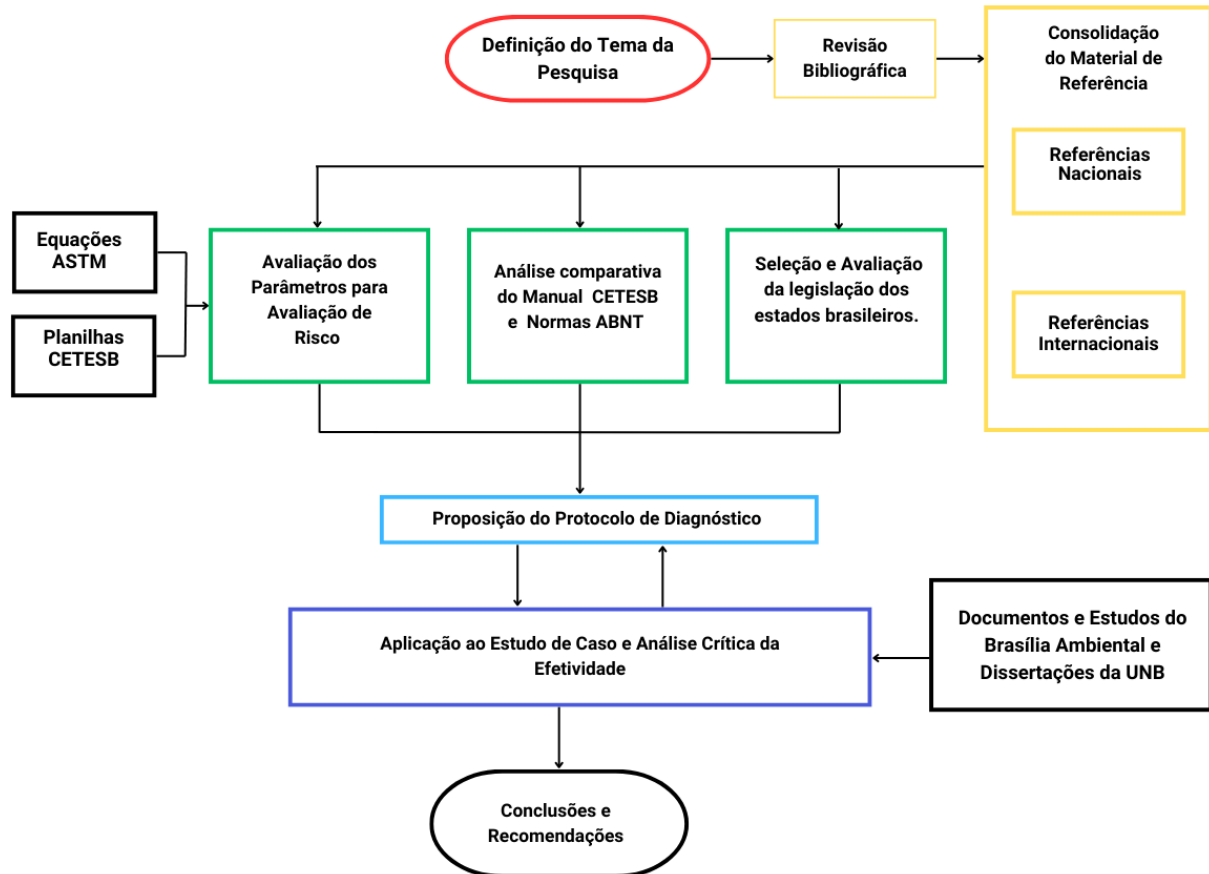 Definição do Tema da
Pesquisa
Revisão
Bibliográfica
Consolidação
do Material de
Referência
Referências
Nacionais
Referências
Internacionais
Equações
ASTM
Planilhas
CETESB
Avaliação dos
Parâmetros para
Avaliação de
Risco
Análise comparativa
do Manual CETESB
e Normas ABNT
Seleção e Avaliação
da legislação dos
estados brasileiros.
Proposição do Protocolo de Diagnóstico
Aplicação ao Estudo de Caso e Análise Crítica da
Efetividade
Documentos e Estudos do
Brasília Ambiental e
Dissertações da UNB
Conclusões e
Recomendações